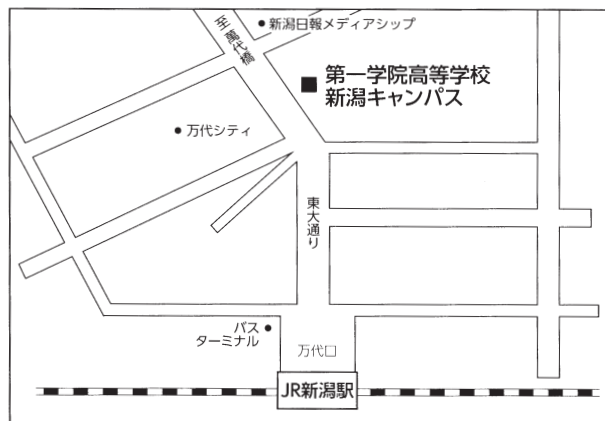 新潟日報メディアシップ
至 萬代橋
第一学院高等学校
新潟キャンパス
万代シティ
東大通り
バス
ターミナル
万代口
JR新潟駅